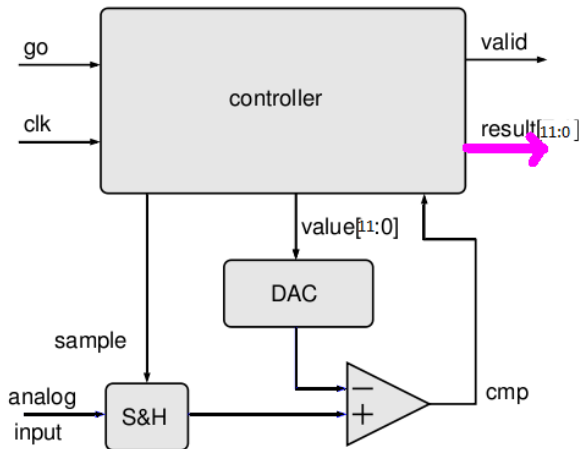 go
valid
controller
clk
result[11:0 ]
value[11:0]
DAC
sample
−
cmp
analog
S&H
+
input